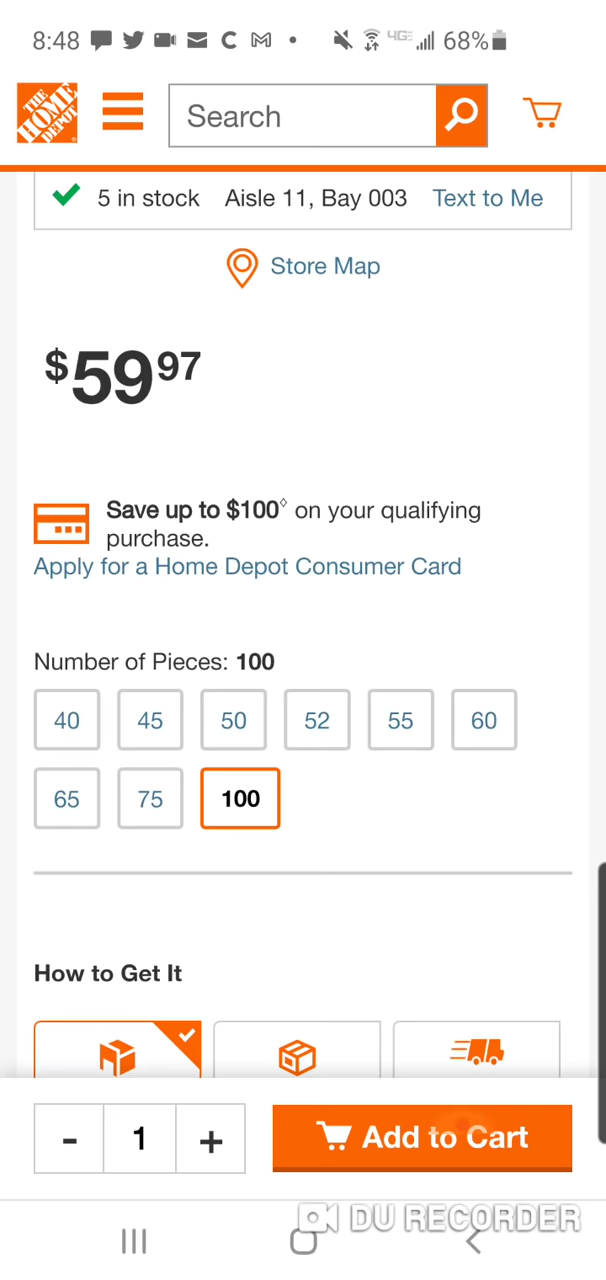 8:48 4GE 68%
THE HOME DEPOT
Search
5 in stock Aisle 11, Bay 003 Text to Me
Store Map
$59 97
Save up to $100◊ on your qualifying
purchase.
Apply for a Home Depot Consumer Card
Number of Pieces: 100
40 45 50 52 55 60
65 75 100
How to Get It
- 1 + Add to Cart
DU RECORDER